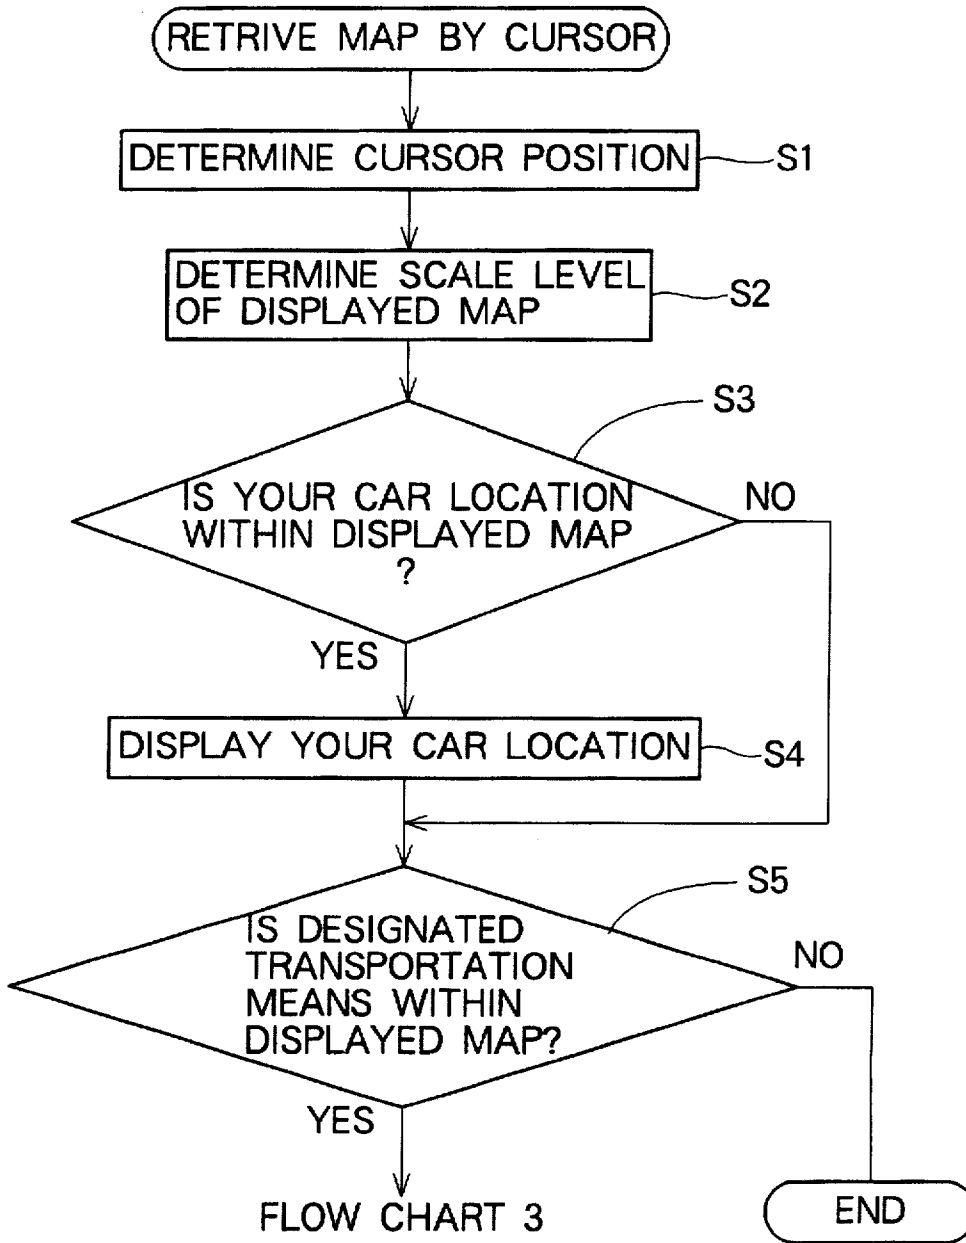 RETRIVE MAP BY CURSOR
DETERMINE CURSOR POSITION
S1
DETERMINE SCALE LEVEL
OF DISPLAYED MAP
S2
S3
IS YOUR CAR LOCATION
WITHIN DISPLAYED MAP
?
NO
YES
DISPLAY YOUR CAR LOCATION
S4
S5
IS DESIGNATED
TRANSPORTATION
MEANS WITHIN
DISPLAYED MAP?
NO
YES
FLOW CHART 3
END